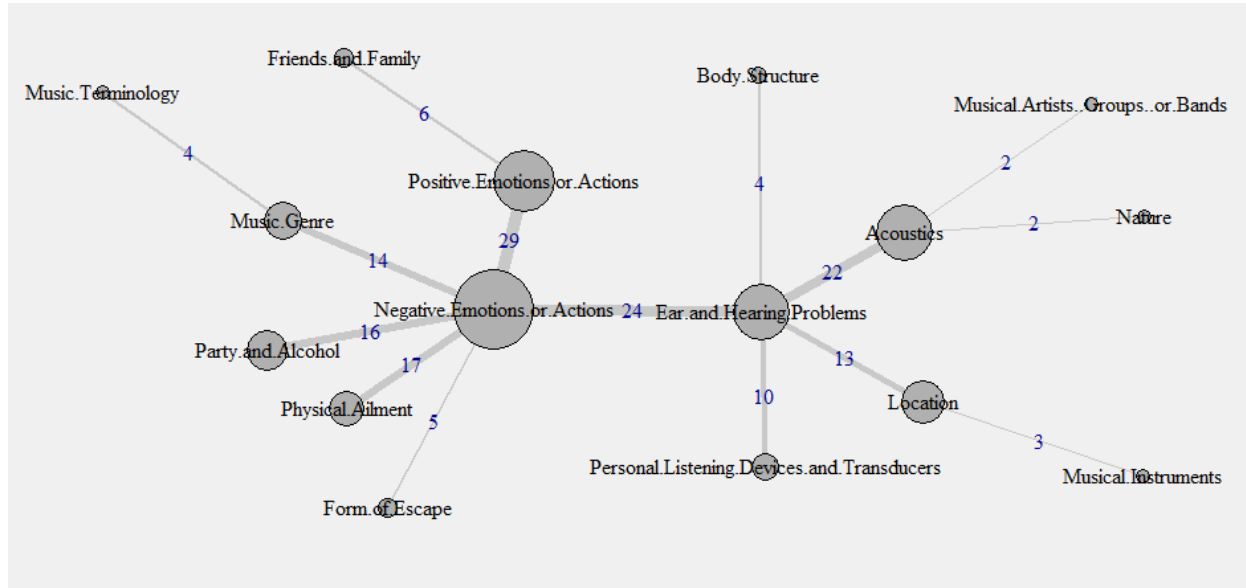 Friends.and.Family
Body.Structure
Music.Terminology
Musical.Artists..Groups..or.Bands
6
4
2
4
Positive.Emotions.or.Actions
Music.Genre
Nature
2
Acoustics
29
14
22
Negative.Emotions.or.Actions
24
Ear.and.Hearing.Problems
16
Party.and.Alcohol
17
13
10
Physical.Ailment
Location
5
3
Personal.Listening.Devices.and.Transducers
Musical.Instruments
Form.of.Escape